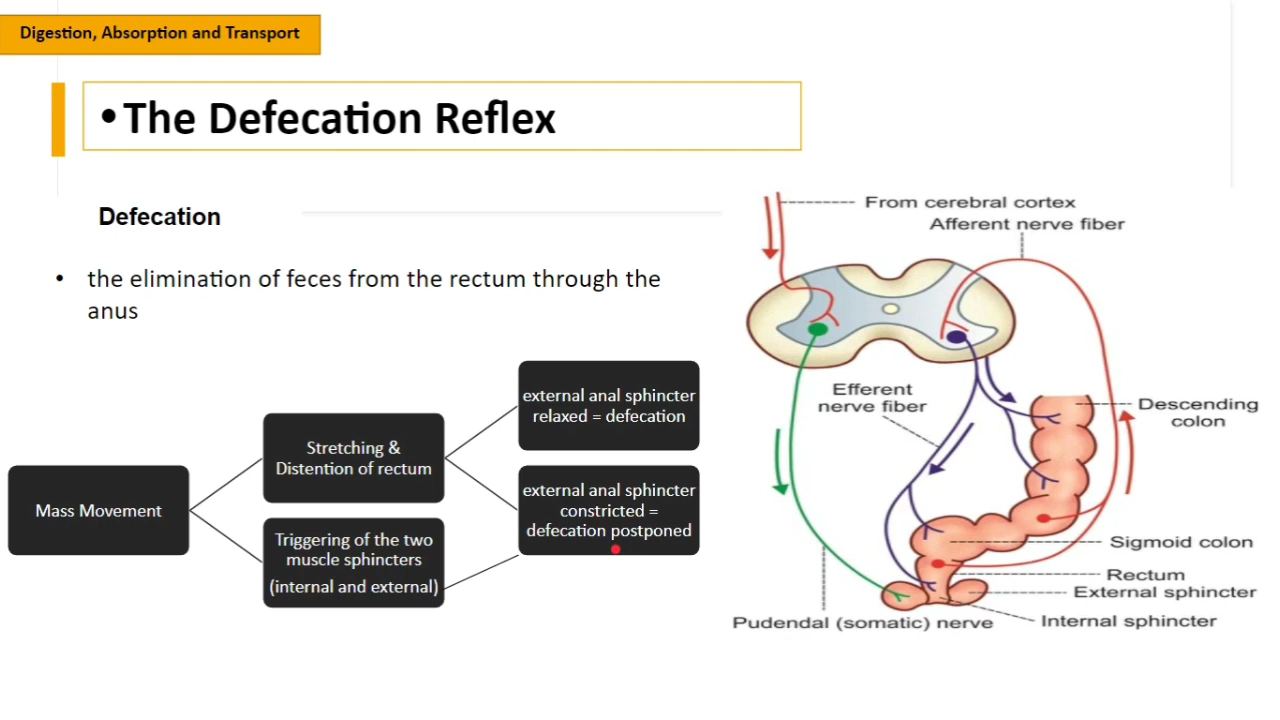 Digestion, Absorption and Transport
•The Defecation Reflex
Defecation
• the elimination of feces from the rectum through the
anus
Mass Movement
Stretching &
Distention of rectum
Triggering of the two
muscle sphincters
(internal and external)
external anal sphincter
relaxed = defecation
external anal sphincter
constricted =
defecation postponed
From cerebral cortex
Afferent nerve fiber
Efferent
nerve fiber
Descending
colon
Sigmoid colon
Rectum
External sphincter
Internal sphincter
Pudendal (somatic) nerve